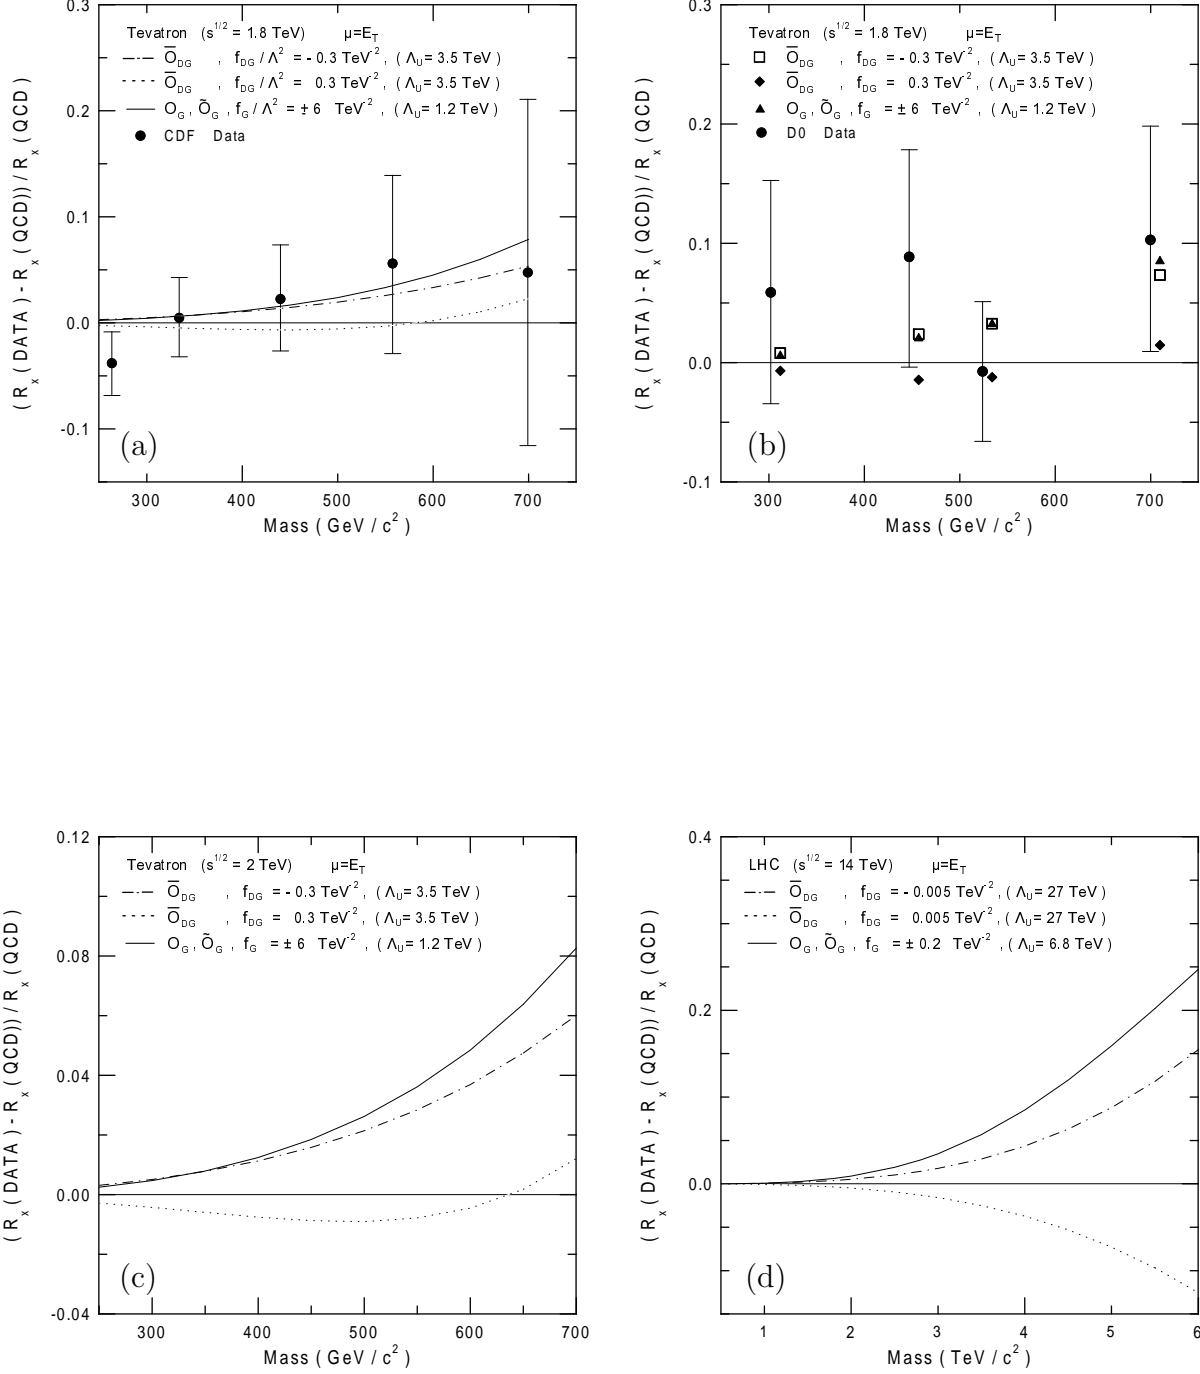 0.3
0.2
0.1
0.0
-0.1
( R_x ( DATA ) - R_x ( QCD )) / R_x ( QCD )
Tevatron (s^1/2 = 1.8 TeV) μ=E_T
O̅_DG , f_DG / Λ^2 = - 0.3 TeV^-2 , ( Λ_U = 3.5 TeV )
O̅_DG , f_DG / Λ^2 = 0.3 TeV^-2 , ( Λ_U = 3.5 TeV )
O_G , Õ_G , f_G / Λ^2 = ± 6 TeV^-2 , ( Λ_U = 1.2 TeV )
CDF Data
(a)
300 400 500 600 700
Mass ( GeV / c^2 )
0.3
0.2
0.1
0.0
-0.1
( R_x ( DATA ) - R_x ( QCD )) / R_x ( QCD )
Tevatron (s^1/2 = 1.8 TeV) μ=E_T
O̅_DG , f_DG = - 0.3 TeV^-2 , ( Λ_U = 3.5 TeV )
O̅_DG , f_DG = 0.3 TeV^-2 , ( Λ_U = 3.5 TeV )
O_G , Õ_G , f_G = ± 6 TeV^-2 , ( Λ_U = 1.2 TeV )
D0 Data
(b)
300 400 500 600 700
Mass ( GeV / c^2 )
0.12
0.08
0.04
0.00
-0.04
( R_x ( DATA ) - R_x ( QCD )) / R_x ( QCD )
Tevatron (s^1/2 = 2 TeV) μ=E_T
O̅_DG , f_DG = - 0.3 TeV^-2 , ( Λ_U = 3.5 TeV )
O̅_DG , f_DG = 0.3 TeV^-2 , ( Λ_U = 3.5 TeV )
O_G , Õ_G , f_G = ± 6 TeV^-2 , ( Λ_U = 1.2 TeV )
(c)
300 400 500 600 700
Mass ( GeV / c^2 )
0.4
0.2
0.0
( R_x ( DATA ) - R_x ( QCD )) / R_x ( QCD )
LHC (s^1/2 = 14 TeV) μ=E_T
O̅_DG , f_DG = - 0.005 TeV^-2 , ( Λ_U = 27 TeV )
O̅_DG , f_DG = 0.005 TeV^-2 , ( Λ_U = 27 TeV )
O_G , Õ_G , f_G = ± 0.2 TeV^-2 , ( Λ_U = 6.8 TeV )
(d)
1 2 3 4 5 6
Mass ( TeV / c^2 )